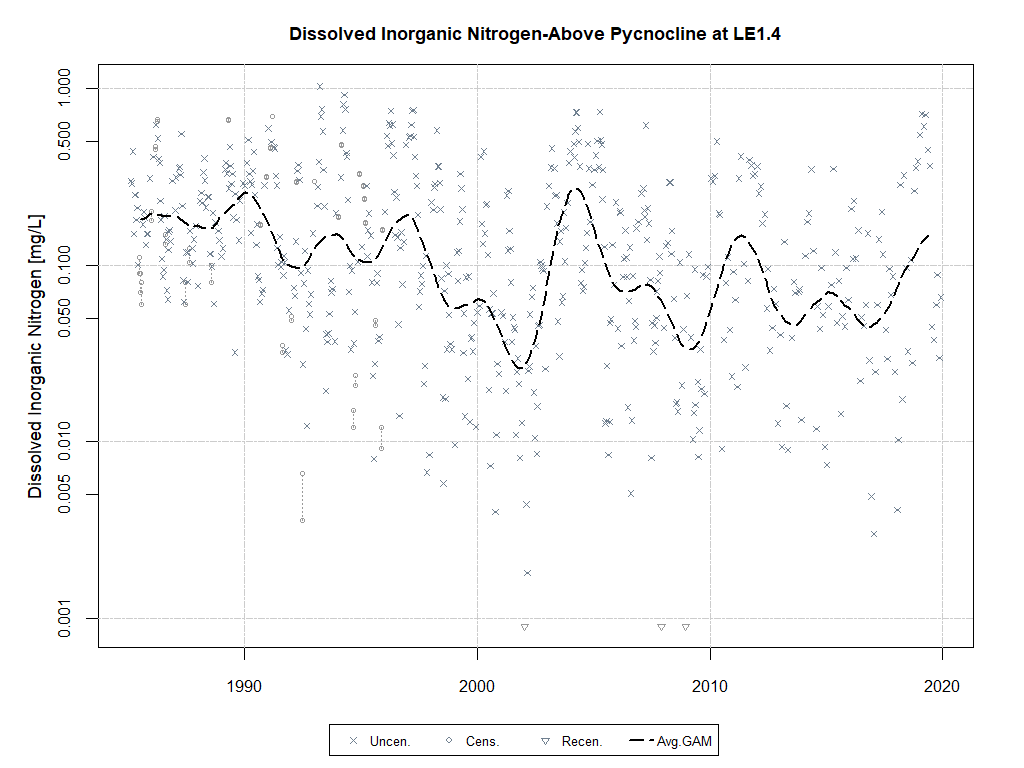 Dissolved Inorganic Nitrogen-Above Pycnocline at LE1.4
Dissolved Inorganic Nitrogen [mg/L]
1.000
0.500
0.100
0.050
0.010
0.005
0.001
1990 2000 2010 2020
Uncen. Cens. Recen. Avg.GAM